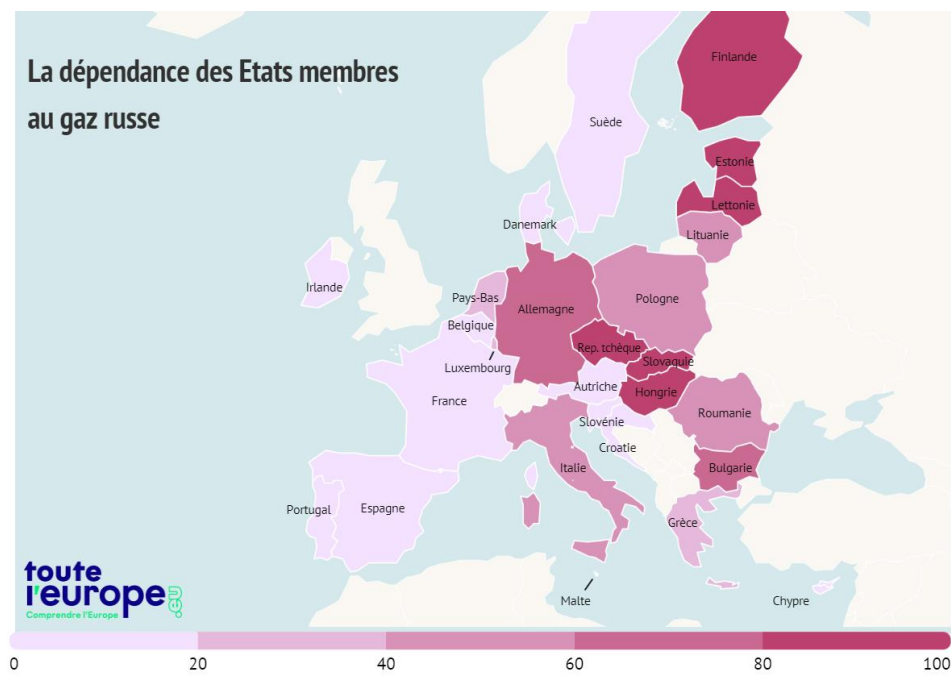 La dépendance des Etats membres
au gaz russe
Finlande
Suède
Estonie
Lettonie
Danemark
Lituanie
Irlande
Pays-Bas
Allemagne
Pologne
Belgique
Rep. tchèque
Slovaquie
Luxembourg
Autriche
Hongrie
France
Roumanie
Slovénie
Croatie
Italie
Bulgarie
Portugal
Espagne
Grèce
Malte
Chypre
toute
l'europe.eu
Comprendre l'Europe
0 20 40 60 80 100